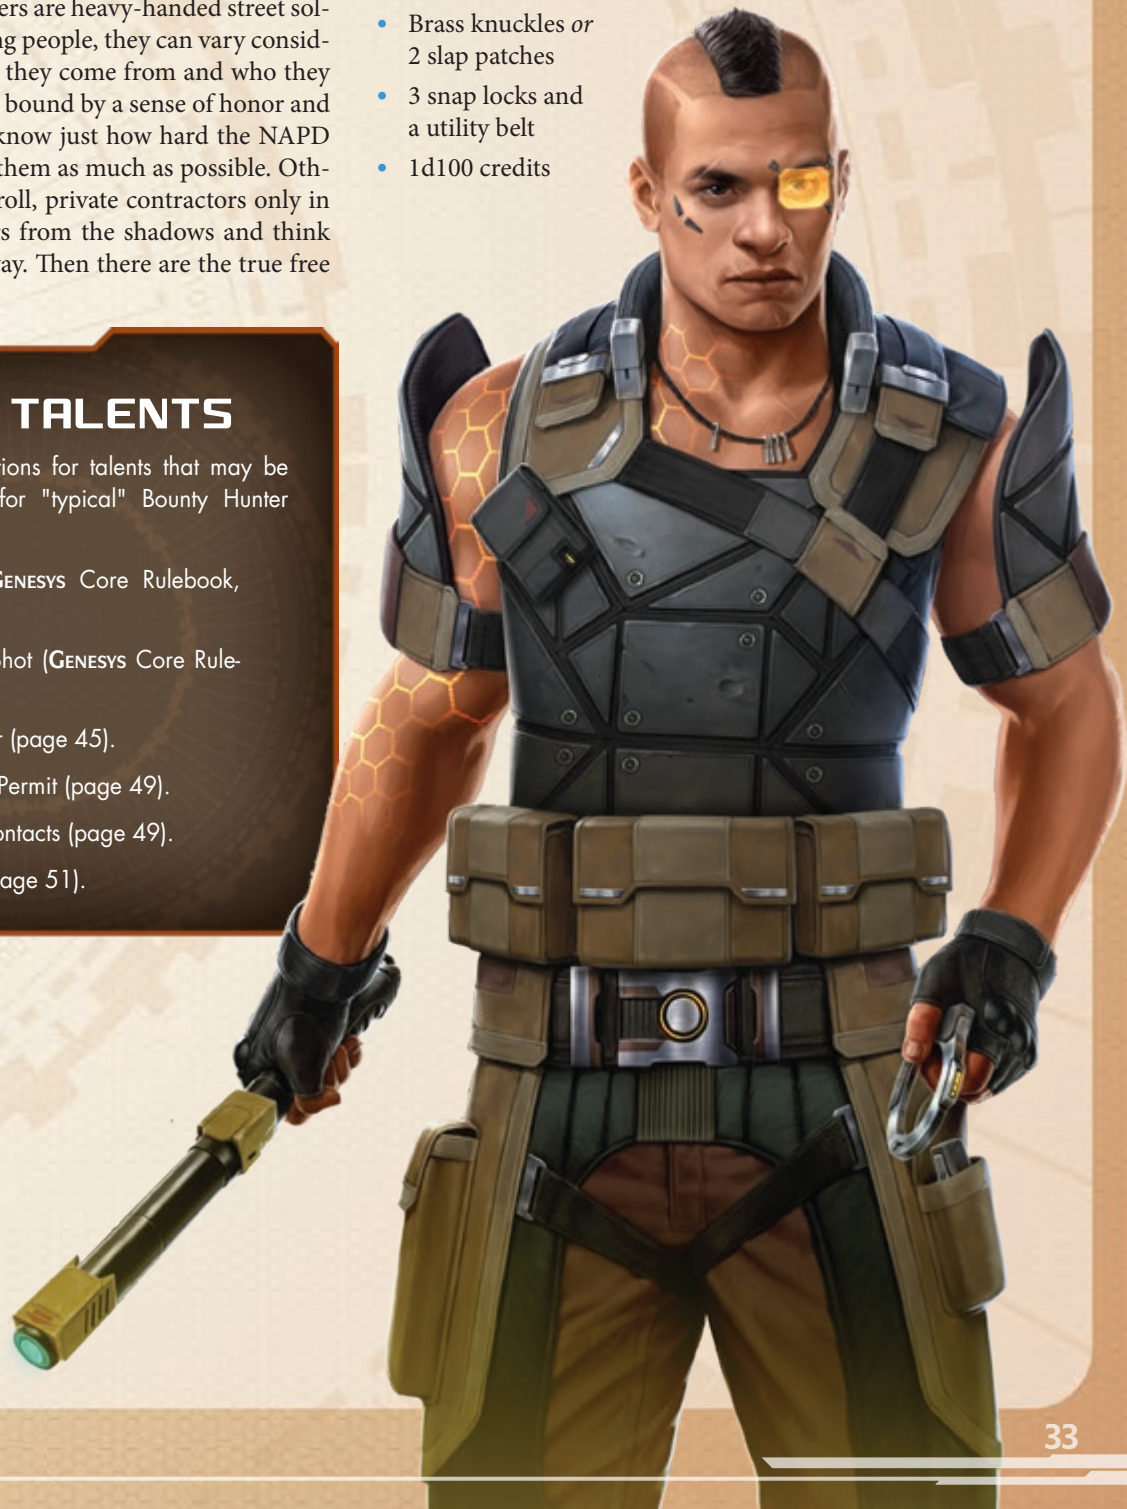 ers are heavy-handed street sol-
ng people, they can vary consid-
they come from and who they
bound by a sense of honor and
know just how hard the NAPD
them as much as possible. Oth-
roll, private contractors only in
rs from the shadows and think
ay. Then there are the true free
• Brass knuckles or
2 slap patches
• 3 snap locks and
a utility belt
• 1d100 credits
TALENTS
tions for talents that may be
for "typical" Bounty Hunter
GENESYS Core Rulebook,
hot (GENESYS Core Rule-
r (page 45).
Permit (page 49).
ontacts (page 49).
age 51).
33